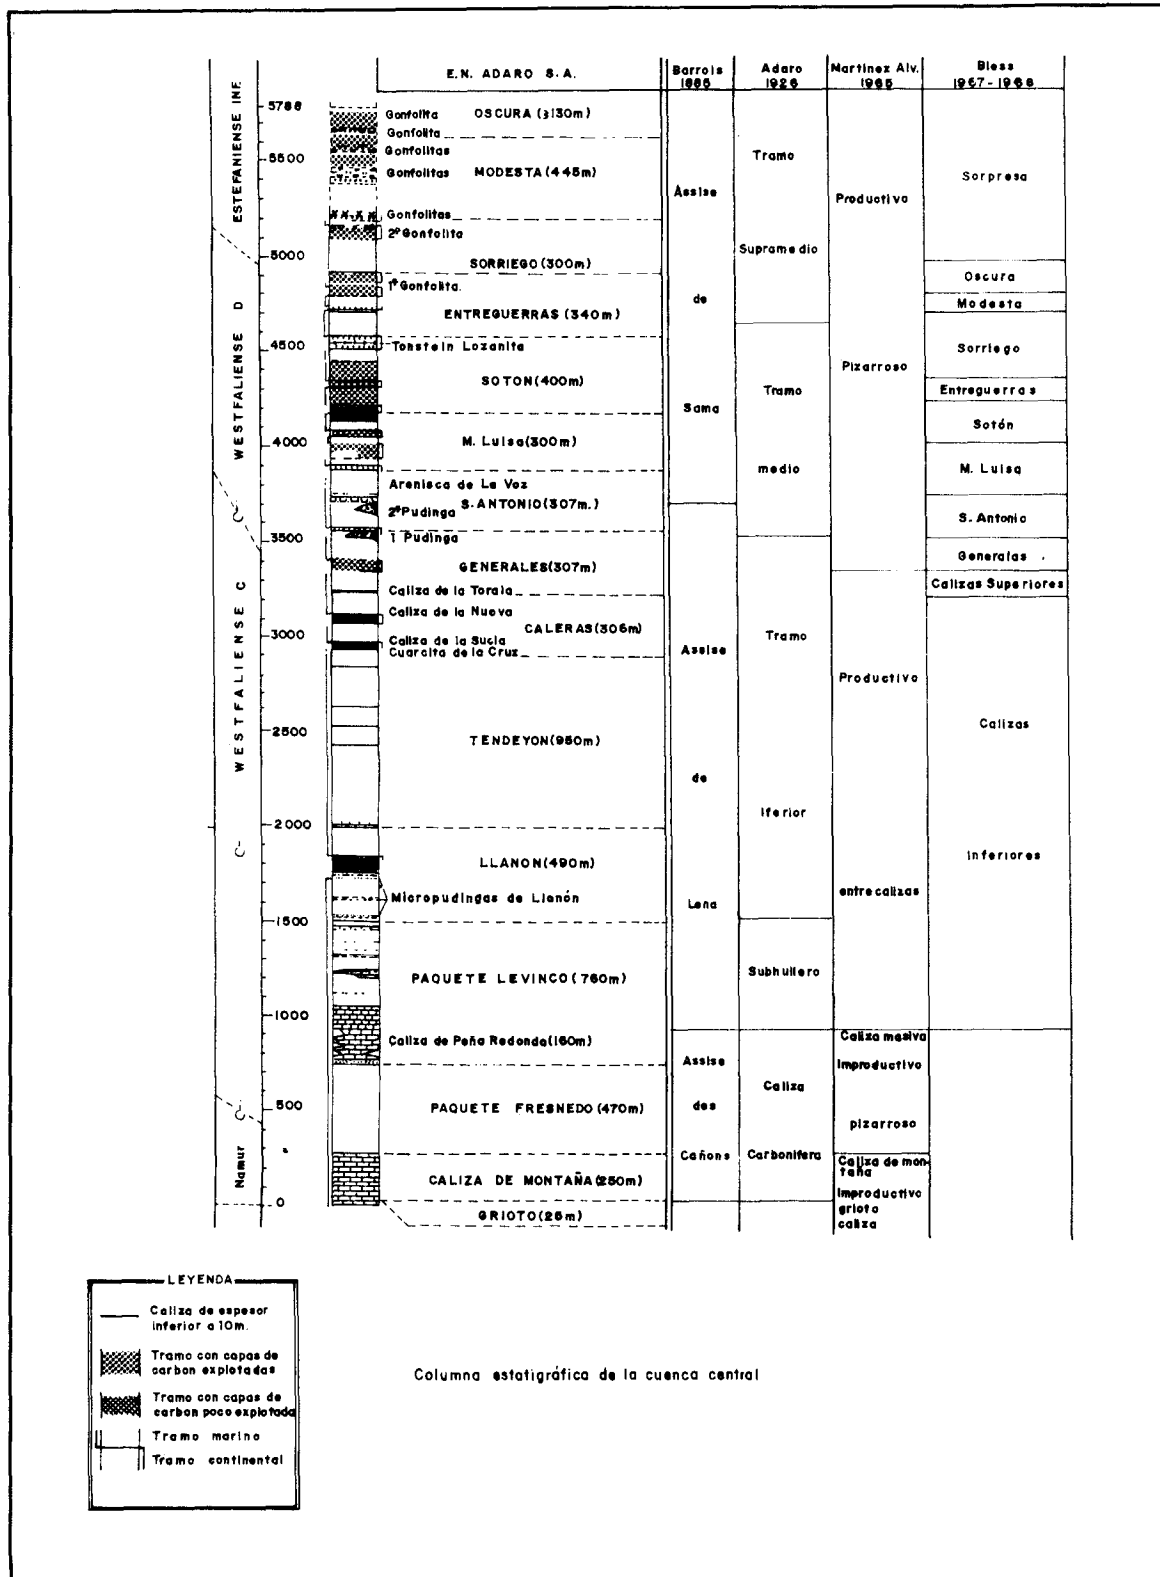 E.N. ADARO S.A.
Barrois
1885
Adaro
1926
Martínez Alv.
1965
Bless
1967-1968
ESTEFANIENSE INF.
WESTFALIENSE D
WESTFALIENSE C
Namur
5788
5500
5000
4500
4000
3500
3000
2500
2000
1500
1000
500
0
Gonfolita
OSCURA (≥130m)
Gonfolita
Gonfolitas
Gonfolitas
MODESTA (445m)
Gonfolitas
2ª Gonfolita
SORRIEGO (300m)
1ª Gonfolita.
ENTREGUERRAS (340m)
Tonstein Lozanita
SOTON (400m)
M. Luisa (300m)
Arenisca de La Voz
S. ANTONIO (307m.)
2ª Pudinga
1 Pudinga
GENERALES (307m)
Caliza de la Torala
Caliza de la Nueva
CALERAS (306m)
Caliza de la Sucia
Cuarcita de la Cruz
TENDEYON (950m)
LLANON (490m)
Micropudingas de Llanón
PAQUETE LEVINCO (760m)
Caliza de Peña Redonda (160m)
PAQUETE FRESNEDO (470m)
CALIZA DE MONTAÑA (250m)
GRIOTO (25m)
Assise
de
Sama
Assise
de
Lena
Assise
des
Cañons
Tramo
Supramedio
Tramo
medio
Tramo
Iferior
Subhullero
Caliza
Carbonifera
Productivo
Pizarroso
Productivo
entrecalizas
Caliza masiva
Improductivo
pizarroso
Caliza de mon-
taña
Improductivo
griota
caliza
Sorpresa
Oscura
Modesta
Sorriego
Entreguerras
Sotón
M. Luisa
S. Antonio
Generalas
Calizas Superiores
Calizas
Inferiores
LEYENDA
Caliza de espesor
inferior a 10m.
Tramo con capas de
carbon explotadas
Tramo con capas de
carbon poco explotada
Tramo marino
Tramo continental
Columna estatigráfica de la cuenca central